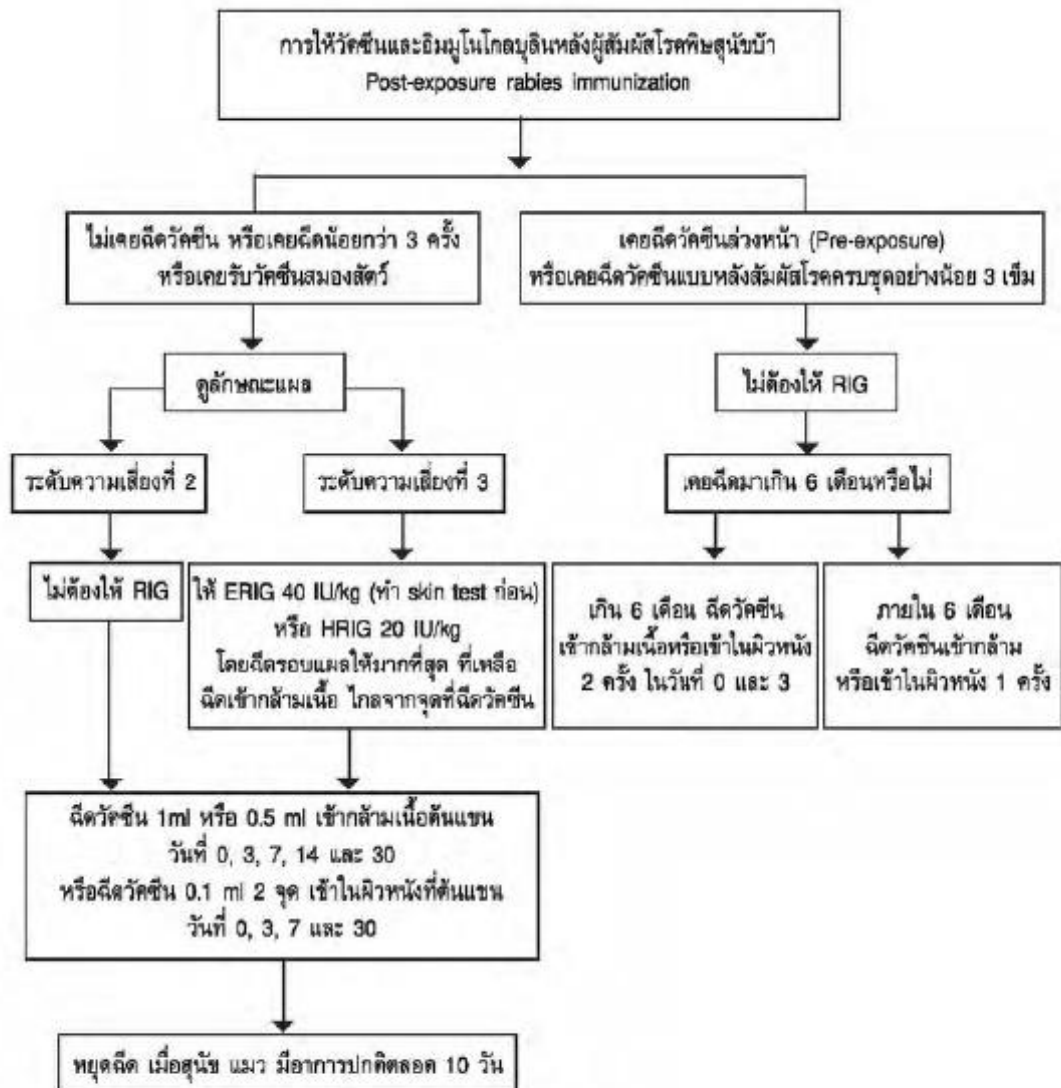 การให้วัคซีนและอิมมูโนโกลบุลินหลังผู้สัมผัสโรคพิษสุนัขบ้า
Post-exposure rabies immunization
ไม่เคยฉีดวัคซีน หรือเคยฉีดน้อยกว่า 3 ครั้ง
หรือเคยรับวัคซีนสมองสัตว์
เคยฉีดวัคซีนล่วงหน้า (Pre-exposure)
หรือเคยฉีดวัคซีนแบบหลังสัมผัสโรคครบชุดอย่างน้อย 3 เข็ม
ดูลักษณะแผล
ไม่ต้องให้ RIG
ระดับความเสี่ยงที่ 2
ระดับความเสี่ยงที่ 3
เคยฉีดมาเกิน 6 เดือนหรือไม่
ไม่ต้องให้ RIG
ให้ ERIG 40 IU/kg (ทำ skin test ก่อน)
หรือ HRIG 20 IU/kg
โดยฉีดรอบแผลให้มากที่สุด ที่เหลือ
ฉีดเข้ากล้ามเนื้อ ไกลจากจุดที่ฉีดวัคซีน
เกิน 6 เดือน ฉีดวัคซีน
เข้ากล้ามเนื้อหรือเข้าในผิวหนัง
2 ครั้ง ในวันที่ 0 และ 3
ภายใน 6 เดือน
ฉีดวัคซีนเข้ากล้าม
หรือเข้าในผิวหนัง 1 ครั้ง
ฉีดวัคซีน 1ml หรือ 0.5 ml เข้ากล้ามเนื้อต้นแขน
วันที่ 0, 3, 7, 14 และ 30
หรือฉีดวัคซีน 0.1 ml 2 จุด เข้าในผิวหนังที่ต้นแขน
วันที่ 0, 3, 7 และ 30
หยุดฉีด เมื่อสุนัข แมว มีอาการปกติตลอด 10 วัน